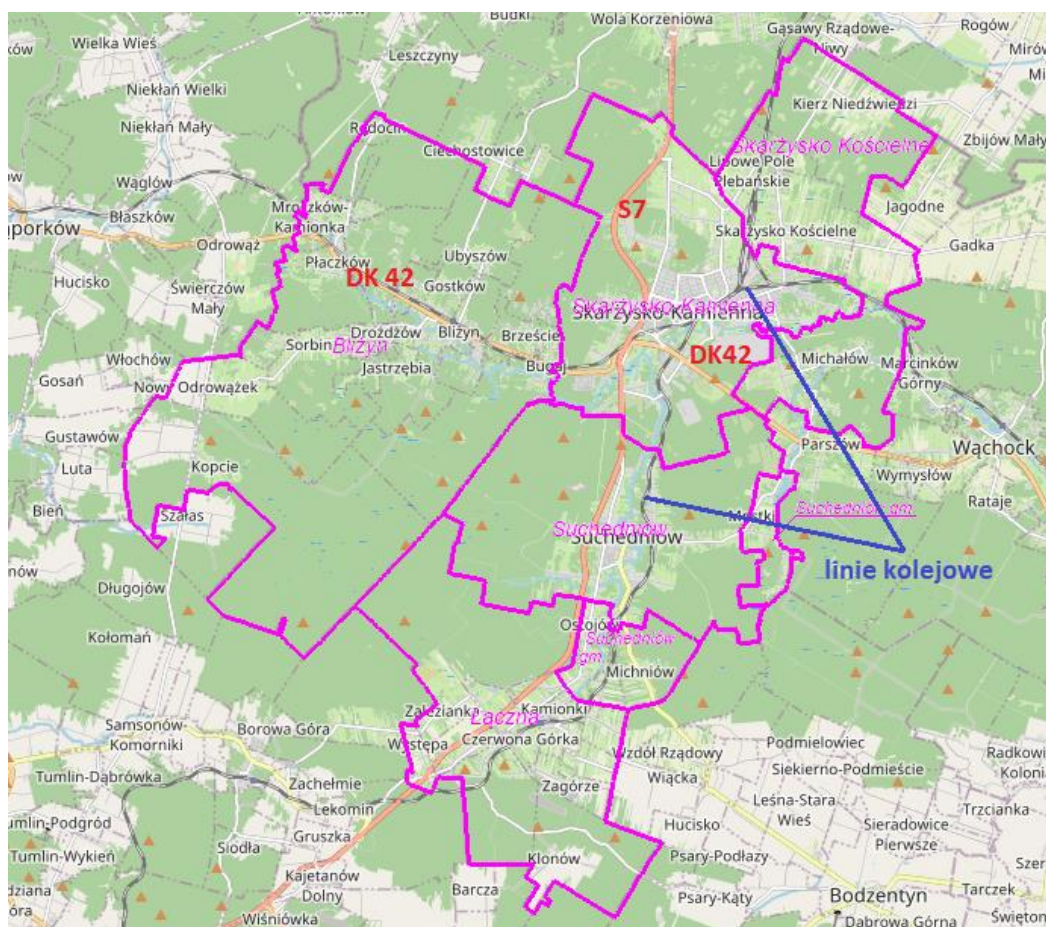 Budki
Wola Korzeniowa
Gąsawy Rządowe-
Niwy
Rogów
Wielka Wieś
Leszczyny
Mirów
Niekłań Wielki
Kierz Niedźwiedzi
Niekłań Mały
Rędocin
Ciechostowice
Skarżysko Kościelne
Zbijów Mały
Lipowe Pole
Plebańskie
Wąglów
Błaszków
Mroczków-
Kamionka
S7
Jagodne
Odrowąż
Skarżysko Kościelne
Gadka
Płaczków
Ubyszów
Hucisko
DK 42
Świerczów
Mały
Gostków
Skarżysko-Kamienna
Skarżysko-Kamienna
Drożdżów
Bliżyn
Brzeście
Sorbin
Bliżyn
DK42
Michałów
Włochów
Jastrzębia
Bugaj
Marcinków
Górny
Gosań
Nowy Odrowążek
Gustawów
Parszów
Wąchock
Luta
Kopcie
Wymysłów
Bień
Szałas
Mostki
Suchedniów gm.
Rataje
Suchedniów
Suchedniów
linie kolejowe
Długojów
Kołomań
Ostojów
Suchedniów
gm.
Michniów
Samsonów-
Komorniki
Borowa Góra
Zalezianka
Łączna
Kamionki
Występa
Czerwona Górka
Wzdół Rządowy
Podmielowiec
Wiącka
Siekierno-Podmieście
Tumlin-Dąbrówka
Zachełmie
Zagórze
Lekomin
Leśna-Stara
Wieś
Trzcianka
Gruszka
Hucisko
Sieradowice
Pierwsze
Siodła
Tumlin-Wykień
Klonów
Psary-Podłazy
Kajetanów
Dolny
Barcza
Psary-Kąty
Bodzentyn
Tarczek
Wiśniówka
Dąbrowa Górna